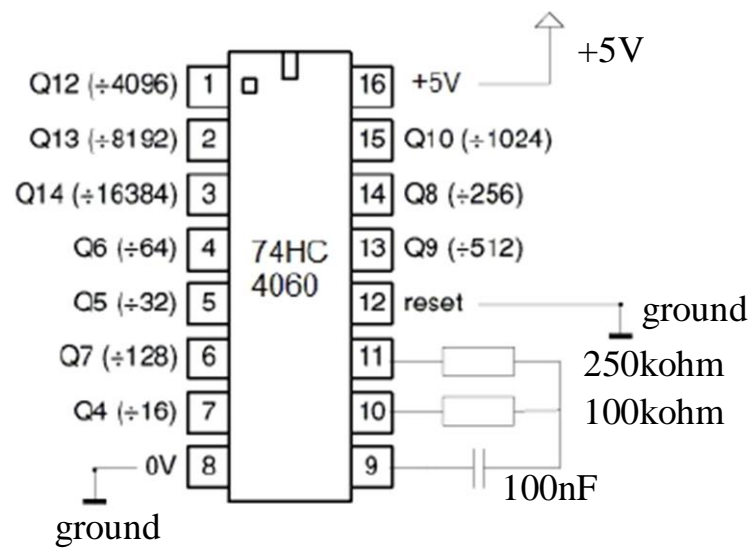 +5V
Q12 (÷4096) 1 16 +5V
Q13 (÷8192) 2 15 Q10 (÷1024)
Q14 (÷16384) 3 14 Q8 (÷256)
Q6 (÷64) 4 13 Q9 (÷512)
74HC
4060
Q5 (÷32) 5 12 reset
ground
Q7 (÷128) 6 11 250kohm
Q4 (÷16) 7 10 100kohm
0V 8 9
100nF
ground